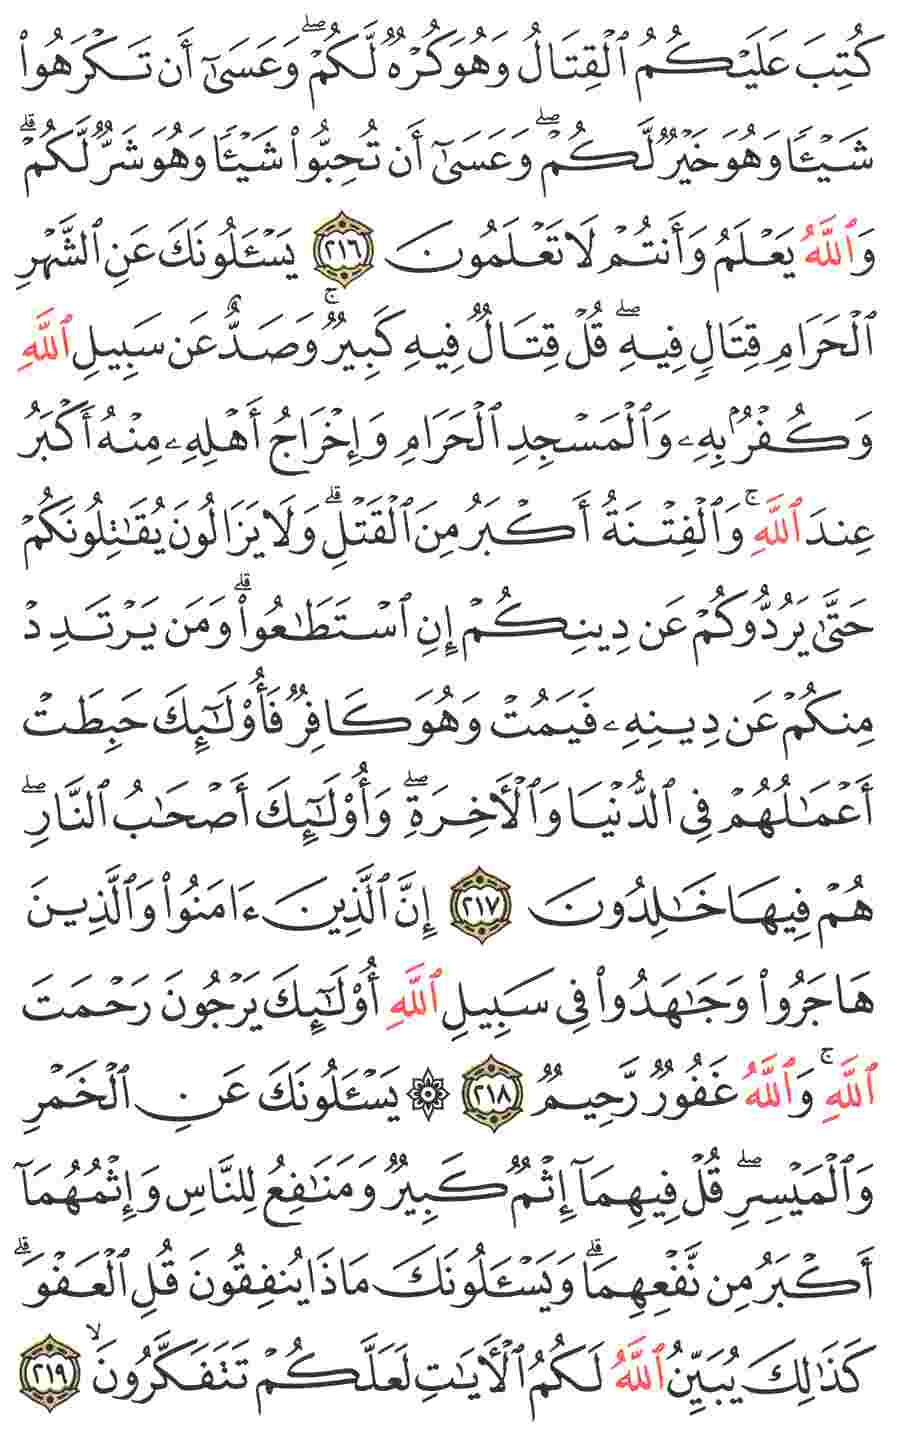 كُتِبَ عَلَيۡكُمُ ٱلۡقِتَالُ وَهُوَ كُرۡهٞ لَّكُمۡۖ وَعَسَىٰٓ أَن تَكۡرَهُواْ
شَيۡـٔٗا وَهُوَ خَيۡرٞ لَّكُمۡۖ وَعَسَىٰٓ أَن تُحِبُّواْ شَيۡـٔٗا وَهُوَ شَرّٞ لَّكُمۡۚ
وَٱللَّهُ يَعۡلَمُ وَأَنتُمۡ لَا تَعۡلَمُونَ ٢١٦ يَسۡـَٔلُونَكَ عَنِ ٱلشَّهۡرِ
ٱلۡحَرَامِ قِتَالٖ فِيهِۖ قُلۡ قِتَالٞ فِيهِ كَبِيرٞۚ وَصَدٌّ عَن سَبِيلِ ٱللَّهِ
وَكُفۡرُۢ بِهِۦ وَٱلۡمَسۡجِدِ ٱلۡحَرَامِ وَإِخۡرَاجُ أَهۡلِهِۦ مِنۡهُ أَكۡبَرُ
عِندَ ٱللَّهِۚ وَٱلۡفِتۡنَةُ أَكۡبَرُ مِنَ ٱلۡقَتۡلِۗ وَلَا يَزَالُونَ يُقَٰتِلُونَكُمۡ
حَتَّىٰ يَرُدُّوكُمۡ عَن دِينِكُمۡ إِنِ ٱسۡتَطَٰعُواْۗ وَمَن يَرۡتَدِدۡ
مِنكُمۡ عَن دِينِهِۦ فَيَمُتۡ وَهُوَ كَافِرٞ فَأُوْلَٰٓئِكَ حَبِطَتۡ
أَعۡمَٰلُهُمۡ فِي ٱلدُّنۡيَا وَٱلۡأٓخِرَةِۖ وَأُوْلَٰٓئِكَ أَصۡحَٰبُ ٱلنَّارِۖ
هُمۡ فِيهَا خَٰلِدُونَ ٢١٧ إِنَّ ٱلَّذِينَ ءَامَنُواْ وَٱلَّذِينَ
هَاجَرُواْ وَجَٰهَدُواْ فِي سَبِيلِ ٱللَّهِ أُوْلَٰٓئِكَ يَرۡجُونَ رَحۡمَتَ
ٱللَّهِۚ وَٱللَّهُ غَفُورٞ رَّحِيمٞ ٢١٨ ۞ يَسۡـَٔلُونَكَ عَنِ ٱلۡخَمۡرِ
وَٱلۡمَيۡسِرِۖ قُلۡ فِيهِمَآ إِثۡمٞ كَبِيرٞ وَمَنَٰفِعُ لِلنَّاسِ وَإِثۡمُهُمَآ
أَكۡبَرُ مِن نَّفۡعِهِمَاۗ وَيَسۡـَٔلُونَكَ مَاذَا يُنفِقُونَ قُلِ ٱلۡعَفۡوَۗ
كَذَٰلِكَ يُبَيِّنُ ٱللَّهُ لَكُمُ ٱلۡأٓيَٰتِ لَعَلَّكُمۡ تَتَفَكَّرُونَۙ ٢١٩